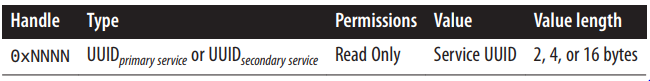 Handle Type Permissions Value Value length
0xNNNN UUIDprimary service or UUIDsecondary service Read Only Service UUID 2, 4, or 16 bytes